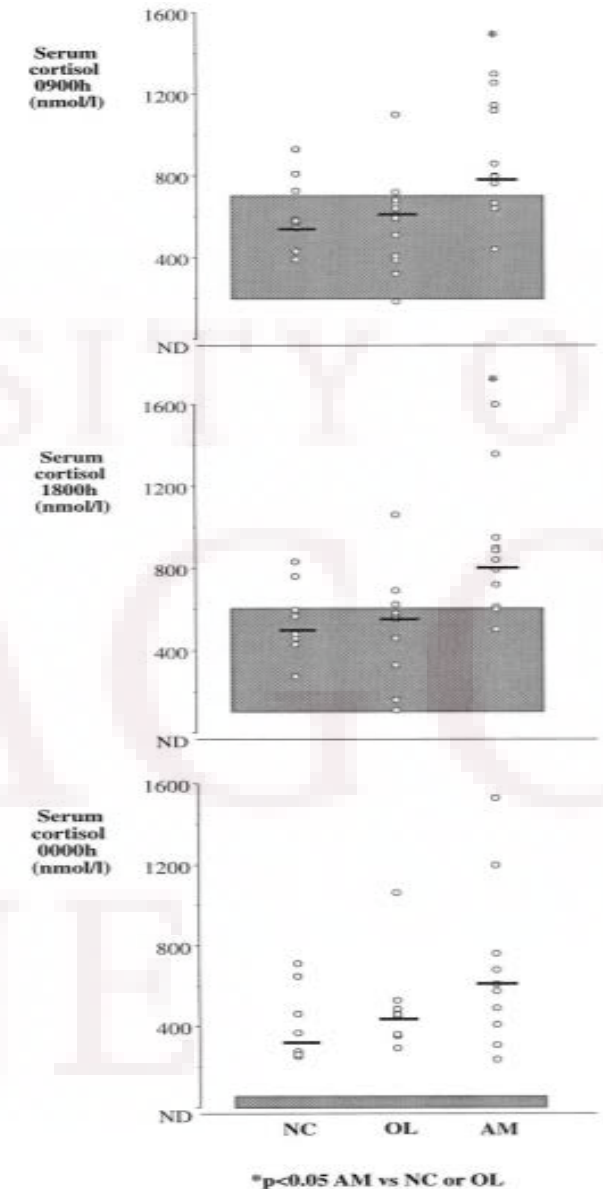 1600
Serum
cortisol
0900h
(nmol/l)
*
1200
800
400
ND
1600
Serum
cortisol
1800h
(nmol/l)
*
1200
800
400
ND
1600
Serum
cortisol
0000h
(nmol/l)
1200
800
400
ND
NC OL AM
*p<0.05 AM vs NC or OL